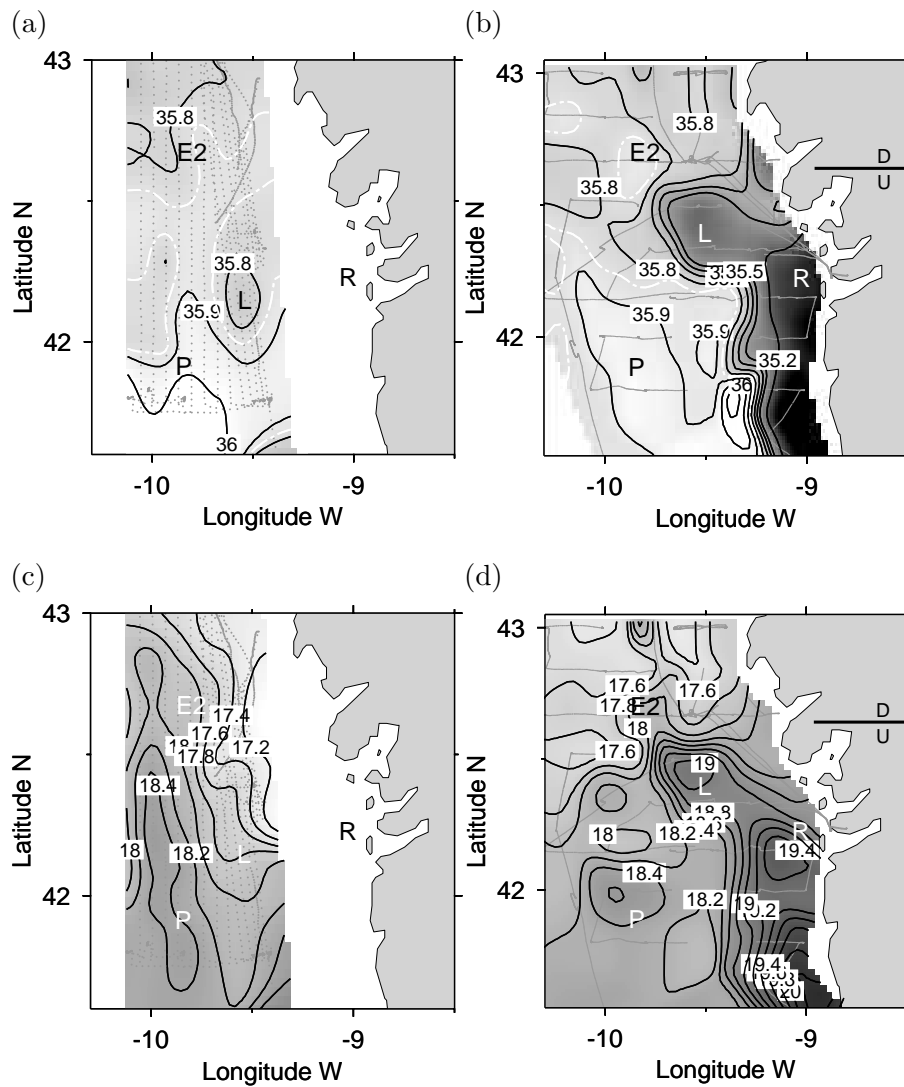 (a)
(b)
43
42
Latitude N
-10
-9
Longitude W
35.8
E2
35.8
L
35.9
P
36
R
43
42
Latitude N
-10
-9
Longitude W
35.8
E2
35.8
L
35.8
35.5
R
35.9
35.9
35.2
P
36
D
U
(c)
(d)
43
42
Latitude N
-10
-9
Longitude W
E2
17.4
17.6
18
17.2
17.8
18.4
18
18.2
L
P
R
43
42
Latitude N
-10
-9
Longitude W
17.6
17.6
17.8
E2
18
17.6
19
L
18.8
18.2
18
R
19.4
18.4
18.2
19
P
19.4
20
D
U